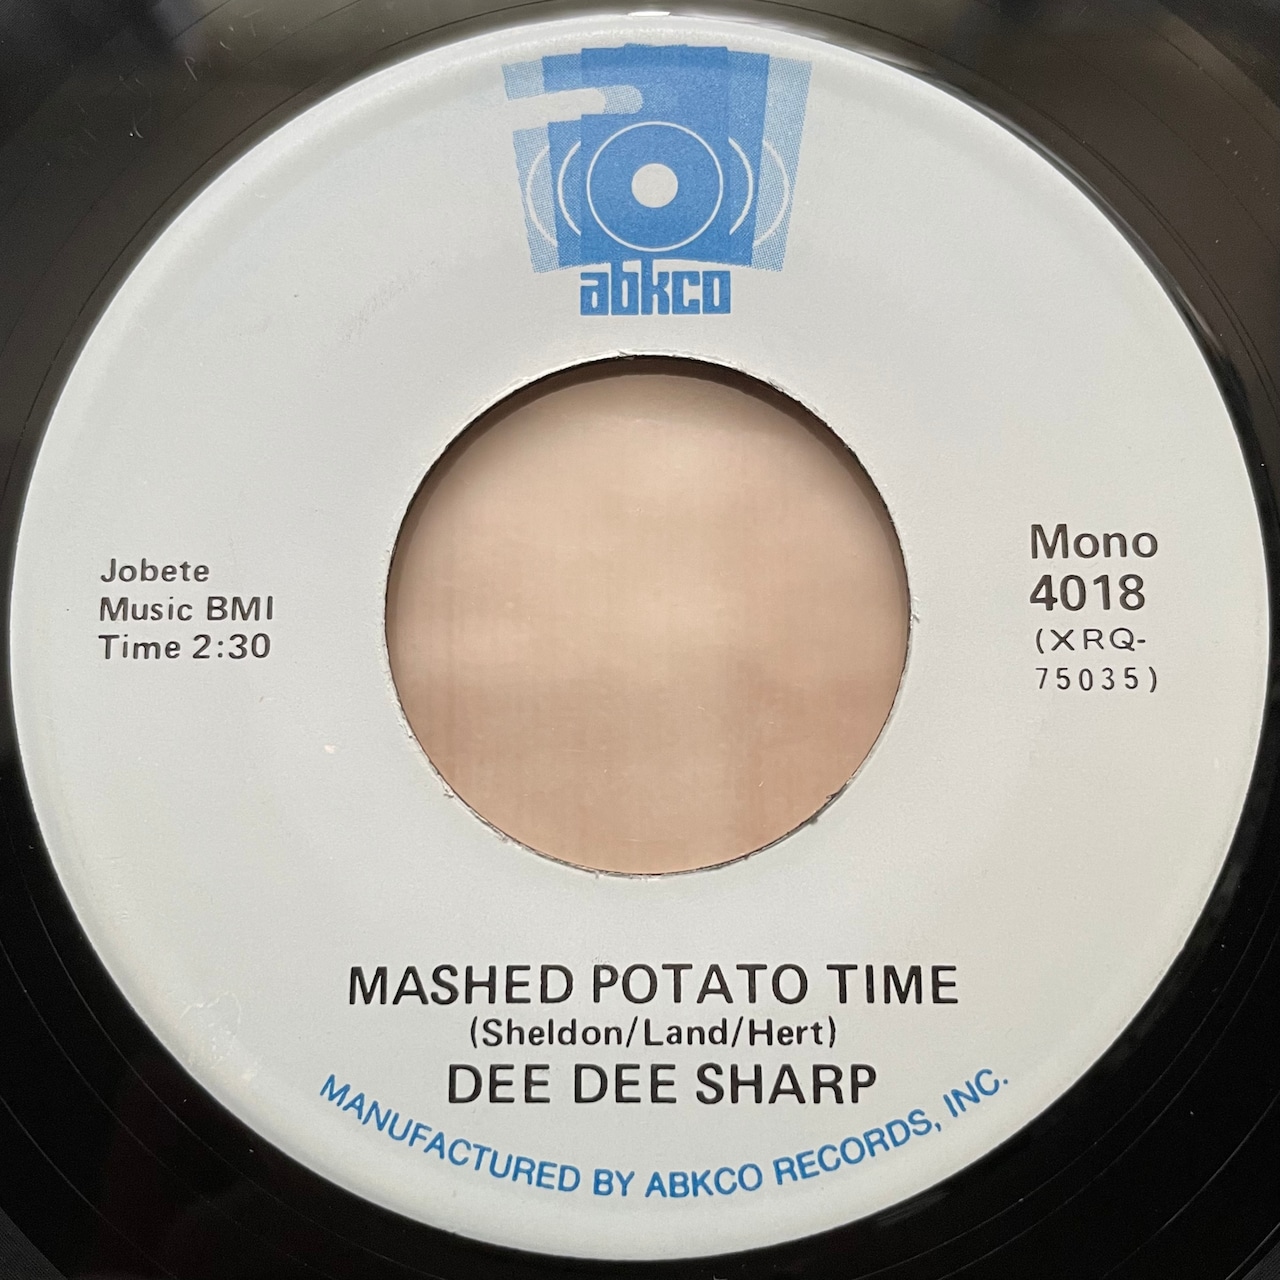 abkco
Jobete
Music BMI
Time 2:30
Mono
4018
(XRQ-
75035)
MASHED POTATO TIME
(Sheldon/Land/Hert)
DEE DEE SHARP
MANUFACTURED BY ABKCO RECORDS, INC.